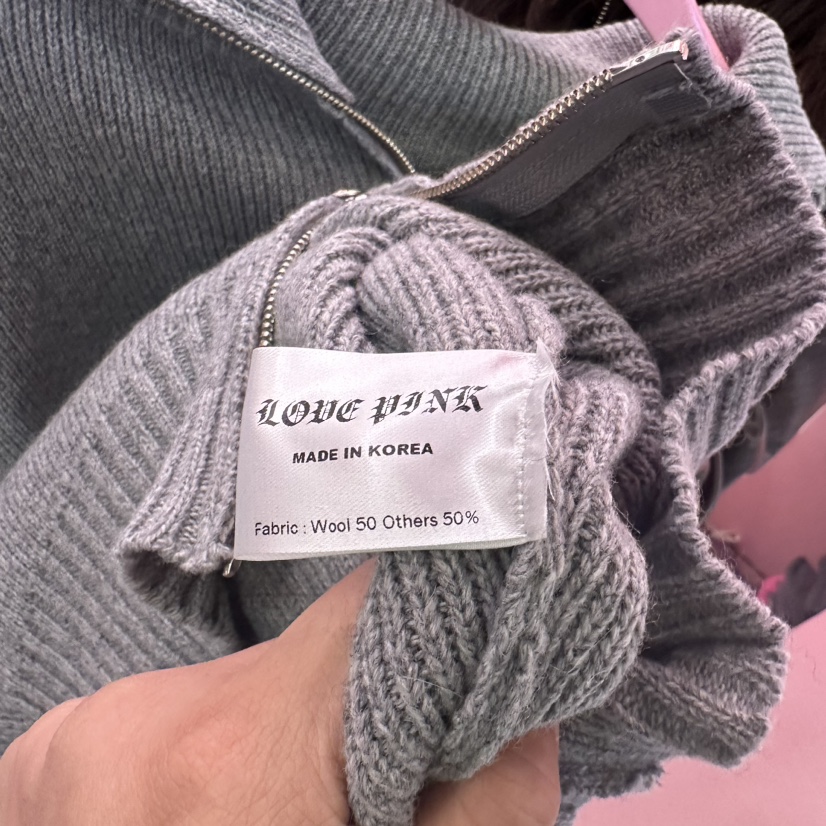 LOVE PINK
MADE IN KOREA
Fabric : Wool 50 Others 50%